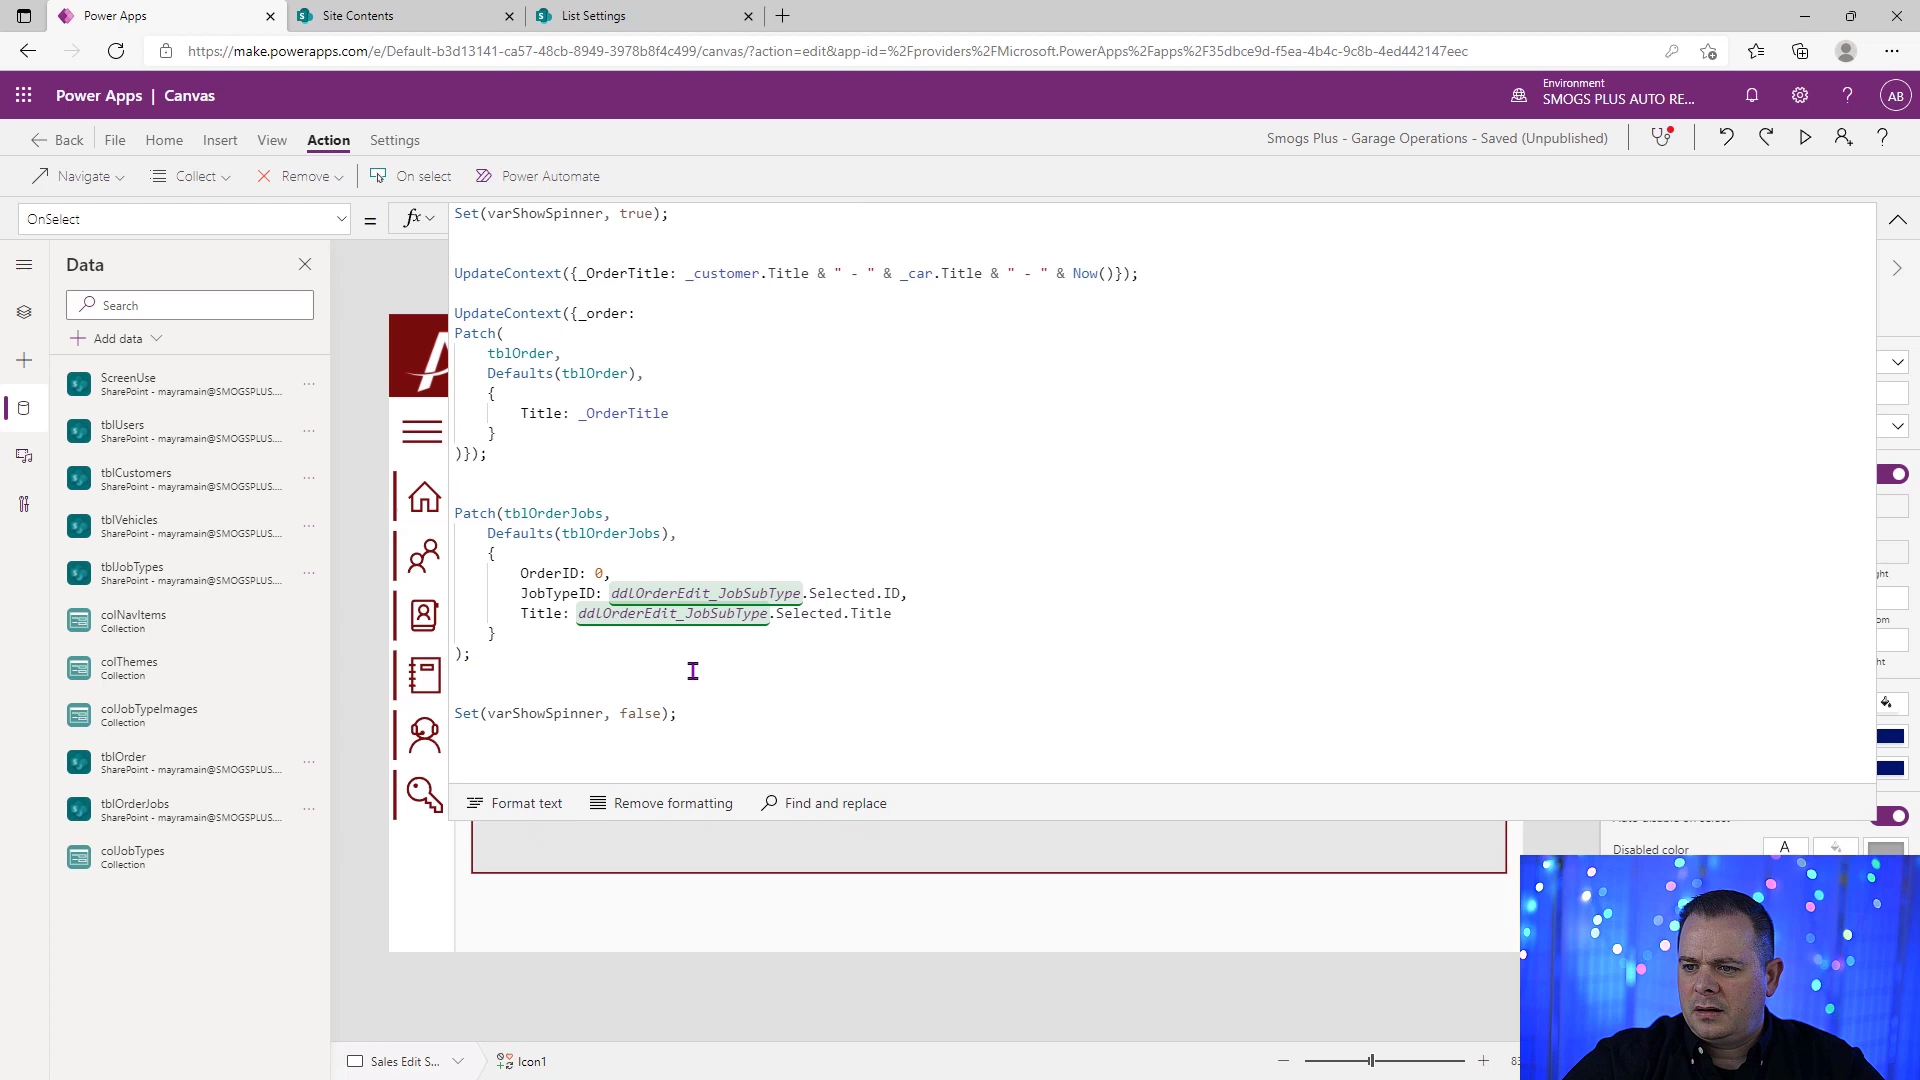 Power Apps
Site Contents
List Settings
https://make.powerapps.com/e/Default-b3d13141-ca57-48cb-8949-3978b8f4c499/canvas/?action=edit&app-id=%2Fproviders%2FMicrosoft.PowerApps%2Fapps%2F35dbce9d-f5ea-4b4c-9c8b-4ed442147eec
Power Apps | Canvas
Environment
SMOGS PLUS AUTO RE...
AB
Back File Home Insert View Action Settings
Smogs Plus - Garage Operations - Saved (Unpublished)
Navigate Collect Remove On select Power Automate
OnSelect
= fx
Set(varShowSpinner, true);
UpdateContext({_OrderTitle: _customer.Title & " - " & _car.Title & " - " & Now()});
UpdateContext({_order:
Patch(
tblOrder,
Defaults(tblOrder),
{
Title: _OrderTitle
}
)});
Patch(tblOrderJobs,
Defaults(tblOrderJobs),
{
OrderID: 0,
JobTypeID: ddlOrderEdit_JobSubType.Selected.ID,
Title: ddlOrderEdit_JobSubType.Selected.Title
}
);
Set(varShowSpinner, false);
Format text Remove formatting Find and replace
Data
Search
Add data
ScreenUse
SharePoint - mayramain@SMOGSPLUS....
tblUsers
SharePoint - mayramain@SMOGSPLUS....
tblCustomers
SharePoint - mayramain@SMOGSPLUS....
tblVehicles
SharePoint - mayramain@SMOGSPLUS....
tblJobTypes
SharePoint - mayramain@SMOGSPLUS....
colNavItems
Collection
colThemes
Collection
colJobTypeImages
Collection
tblOrder
SharePoint - mayramain@SMOGSPLUS....
tblOrderJobs
SharePoint - mayramain@SMOGSPLUS....
colJobTypes
Collection
Disabled color
A
Sales Edit S...
Icon1